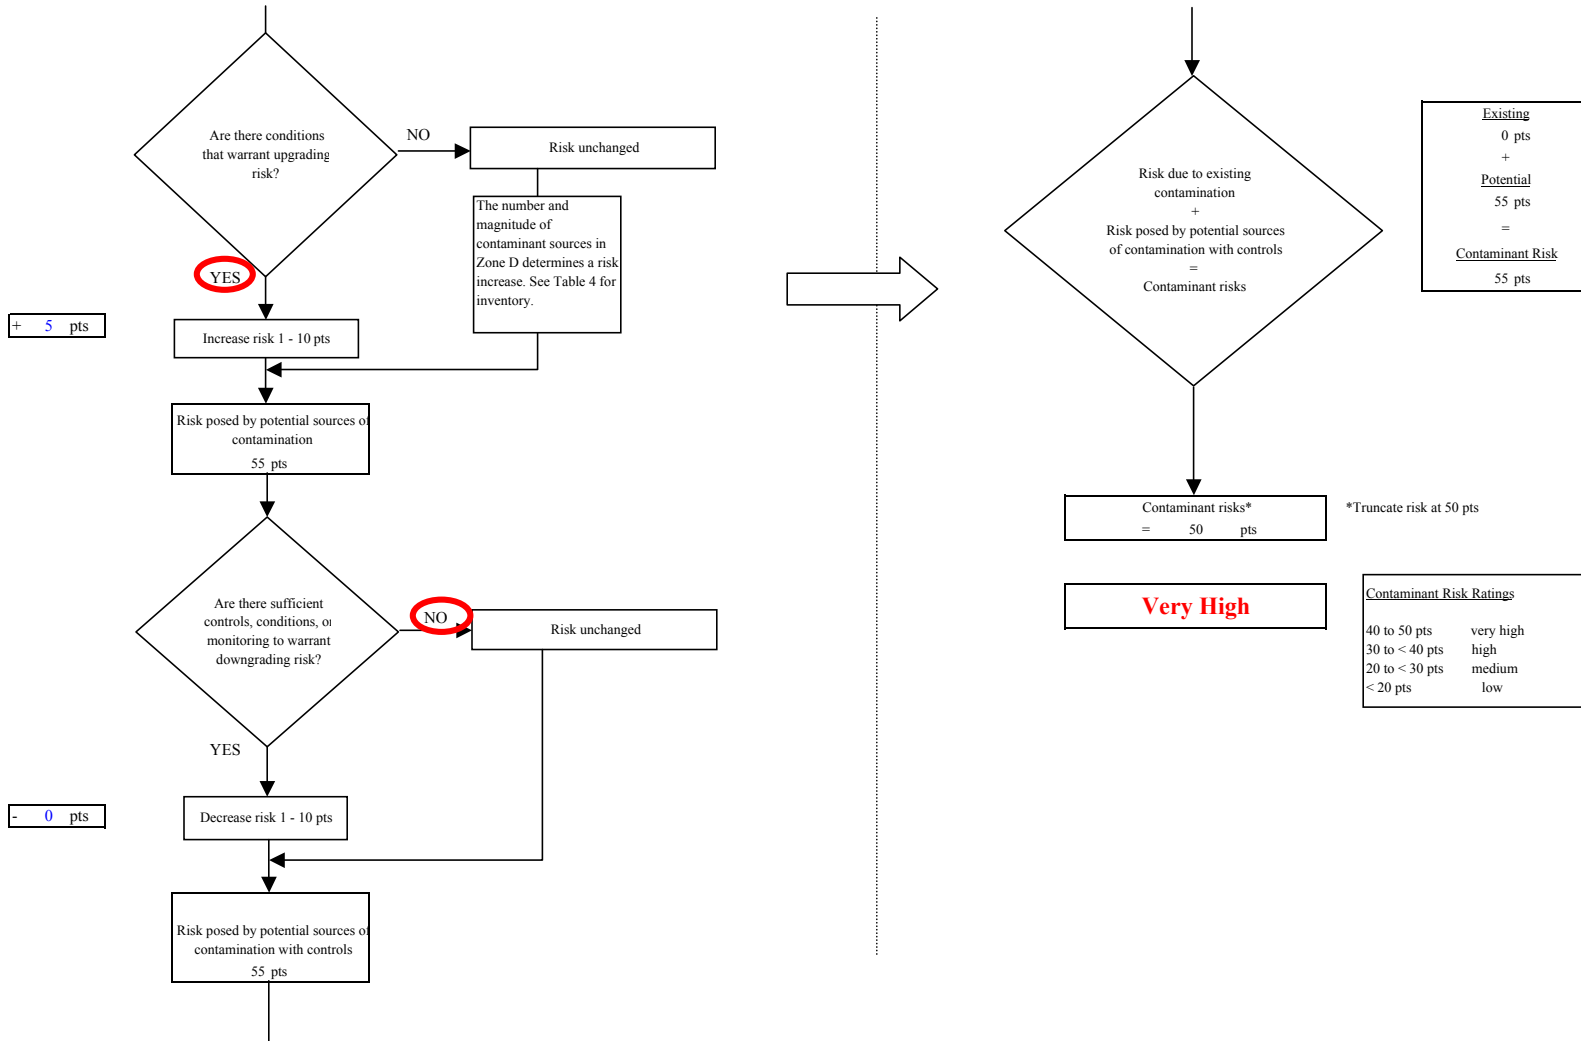 Are there conditions
that warrant upgrading
risk?
NO
Risk unchanged
The number and
magnitude of
contaminant sources in
Zone D determines a risk
increase. See Table 4 for
inventory.
YES
+ 5 pts
Increase risk 1 - 10 pts
Risk posed by potential sources of
contamination
55 pts
Are there sufficient
controls, conditions, or
monitoring to warrant
downgrading risk?
NO
Risk unchanged
YES
- 0 pts
Decrease risk 1 - 10 pts
Risk posed by potential sources of
contamination with controls
55 pts
Risk due to existing
contamination
+
Risk posed by potential sources
of contamination with controls
=
Contaminant risks
Existing
0 pts
+
Potential
55 pts
=
Contaminant Risk
55 pts
Contaminant risks*
= 50 pts
*Truncate risk at 50 pts
Very High
Contaminant Risk Ratings
40 to 50 pts very high
30 to < 40 pts high
20 to < 30 pts medium
< 20 pts low